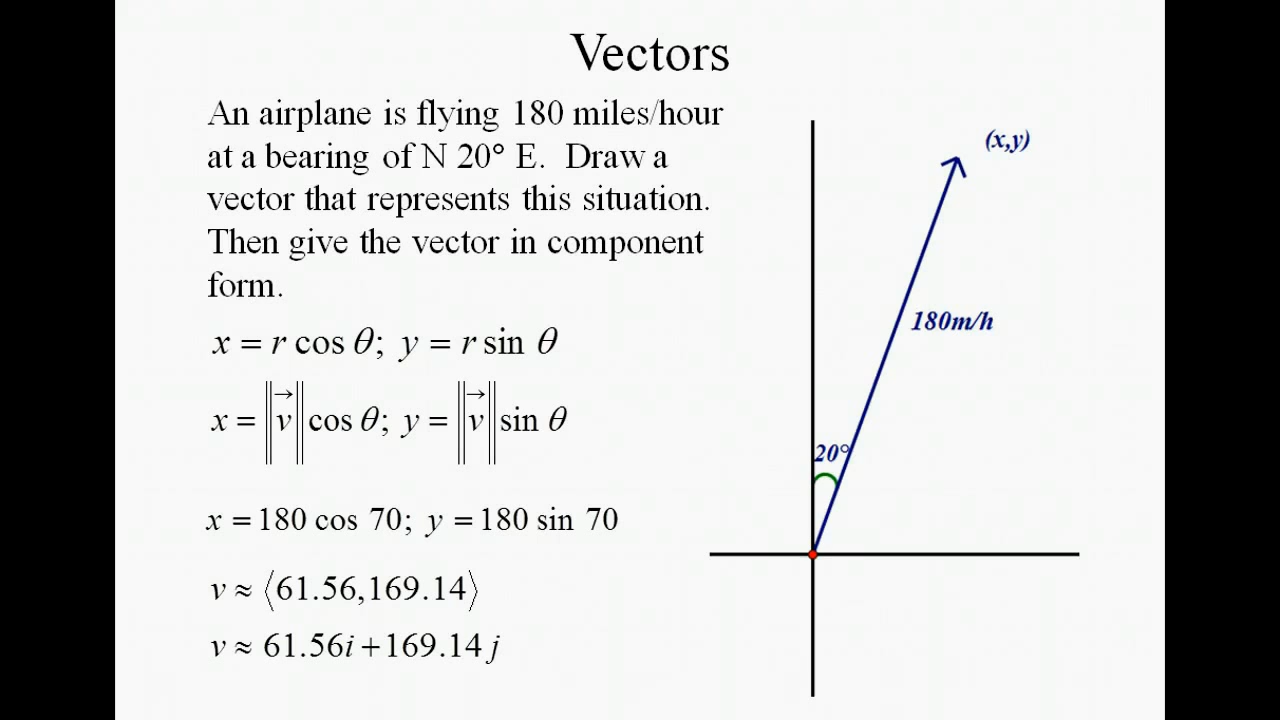 Vectors
An airplane is flying 180 miles/hour
at a bearing of N 20° E. Draw a
vector that represents this situation.
Then give the vector in component
form.
x = r cos θ; y = r sin θ
x = ‖v⃗‖ cos θ; y = ‖v⃗‖ sin θ
x = 180 cos 70; y = 180 sin 70
v ≈ ⟨61.56,169.14⟩
v ≈ 61.56i + 169.14 j
(x,y)
180m/h
20°